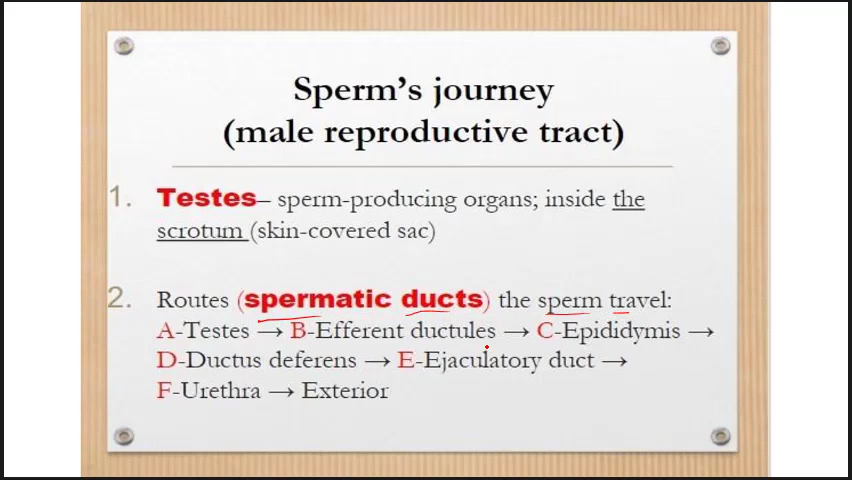 Sperm's journey
(male reproductive tract)
1. Testes– sperm-producing organs; inside the
scrotum (skin-covered sac)
2. Routes (spermatic ducts) the sperm travel:
A-Testes → B-Efferent ductules → C-Epididymis →
D-Ductus deferens → E-Ejaculatory duct →
F-Urethra → Exterior